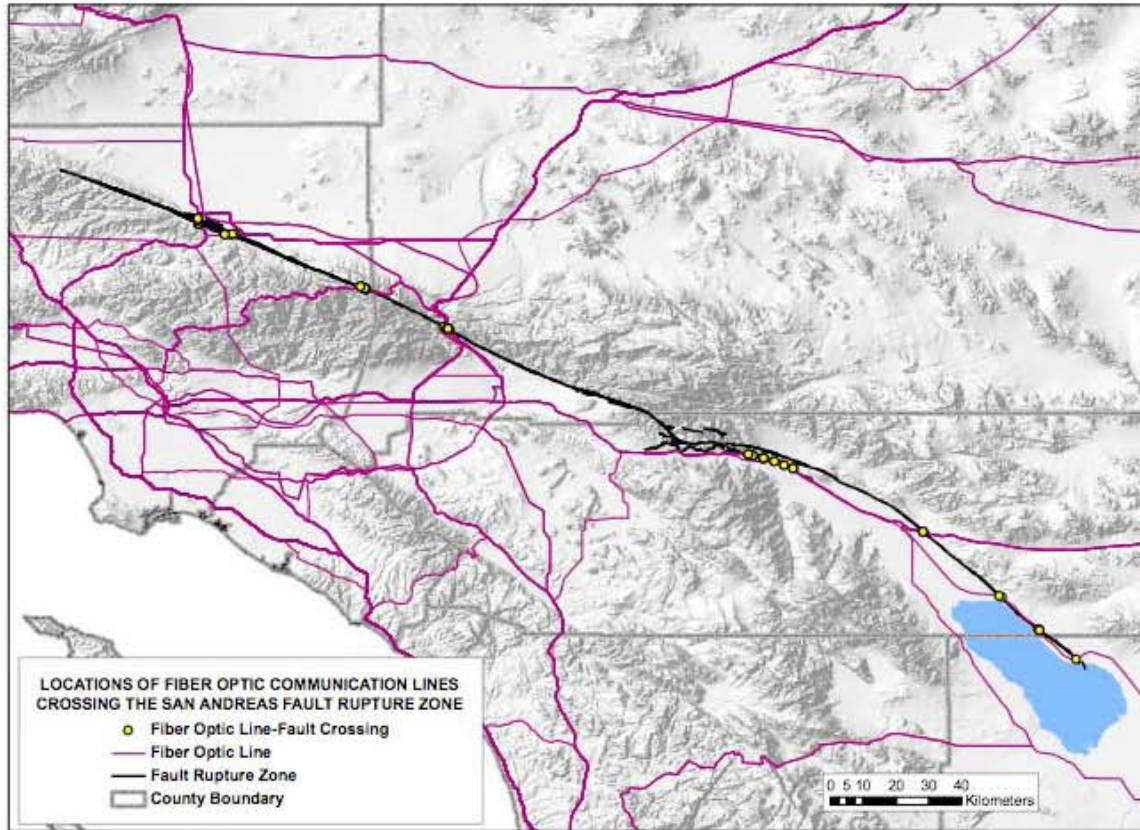 LOCATIONS OF FIBER OPTIC COMMUNICATION LINES
CROSSING THE SAN ANDREAS FAULT RUPTURE ZONE
Fiber Optic Line-Fault Crossing
Fiber Optic Line
Fault Rupture Zone
County Boundary
0 5 10 20 30 40
Kilometers